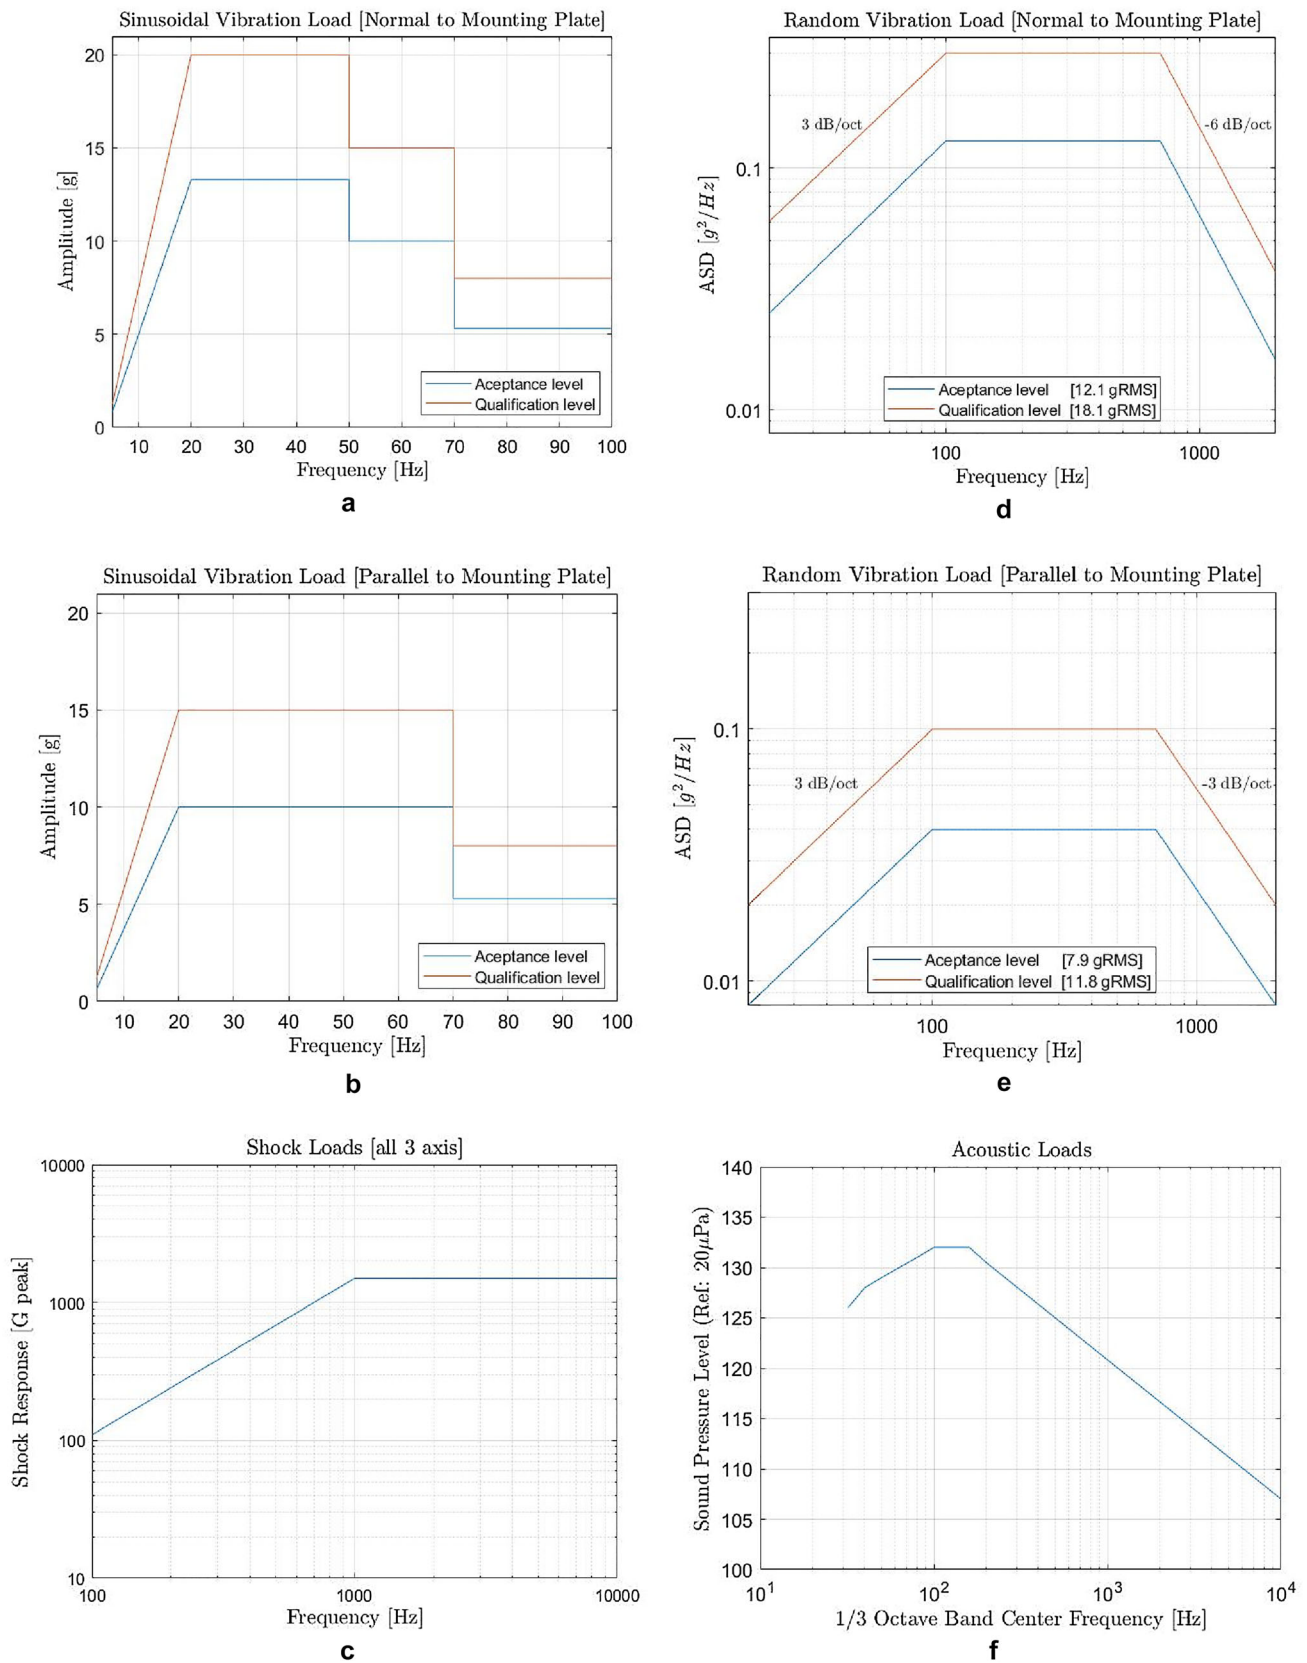 Sinusoidal Vibration Load [Normal to Mounting Plate]
Amplitude [g]
20
15
10
5
0
Aceptance level
Qualification level
10 20 30 40 50 60 70 80 90 100
Frequency [Hz]
a
Random Vibration Load [Normal to Mounting Plate]
ASD [g²/Hz]
3 dB/oct
-6 dB/oct
0.1
0.01
Aceptance level [12.1 gRMS]
Qualification level [18.1 gRMS]
100 1000
Frequency [Hz]
d
Sinusoidal Vibration Load [Parallel to Mounting Plate]
Amplitude [g]
20
15
10
5
0
Aceptance level
Qualification level
10 20 30 40 50 60 70 80 90 100
Frequency [Hz]
b
Random Vibration Load [Parallel to Mounting Plate]
ASD [g²/Hz]
0.1
3 dB/oct
-3 dB/oct
0.01
Aceptance level [7.9 gRMS]
Qualification level [11.8 gRMS]
100 1000
Frequency [Hz]
e
Shock Loads [all 3 axis]
Shock Response [G peak]
10000
1000
100
10
100 1000 10000
Frequency [Hz]
c
Acoustic Loads
Sound Pressure Level (Ref: 20μPa)
140
135
130
125
120
115
110
105
100
10¹ 10² 10³ 10⁴
1/3 Octave Band Center Frequency [Hz]
f